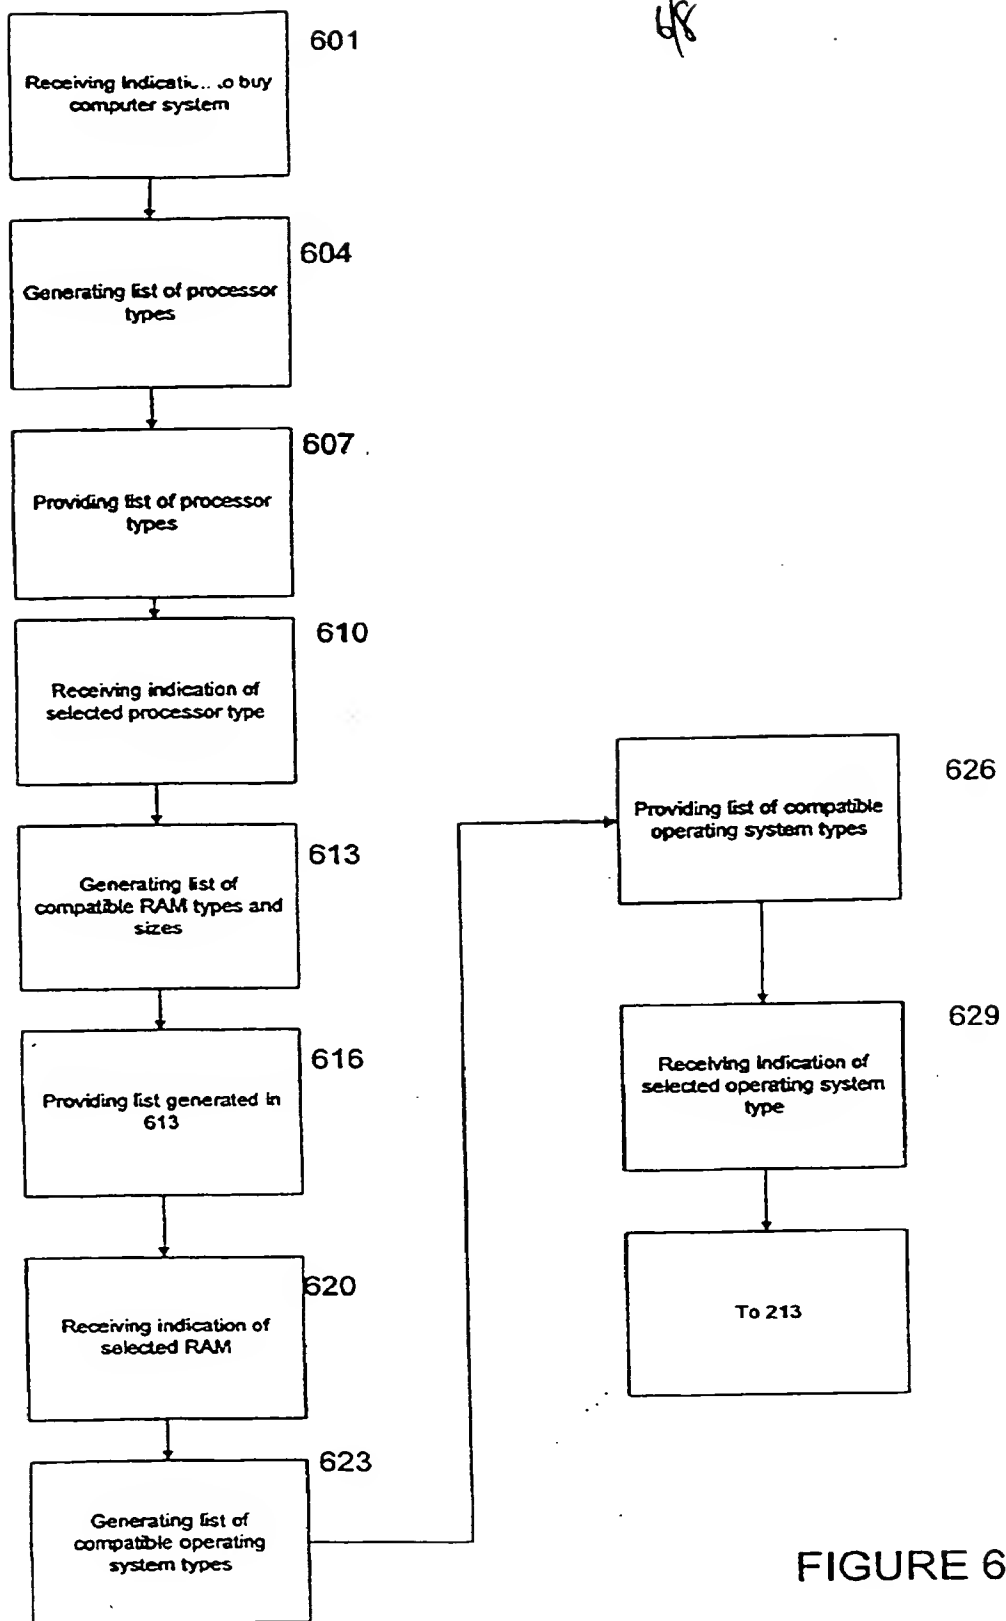 6/8
601
Receiving Indicati... .o buy
computer system
604
Generating list of processor
types
607
Providing list of processor
types
610
Receiving indication of
selected processor type
613
Generating list of
compatible RAM types and
sizes
616
Providing list generated in
613
620
Receiving indication of
selected RAM
623
Generating list of
compatible operating
system types
626
Providing list of compatible
operating system types
629
Receiving Indication of
selected operating system
type
To 213
FIGURE 6